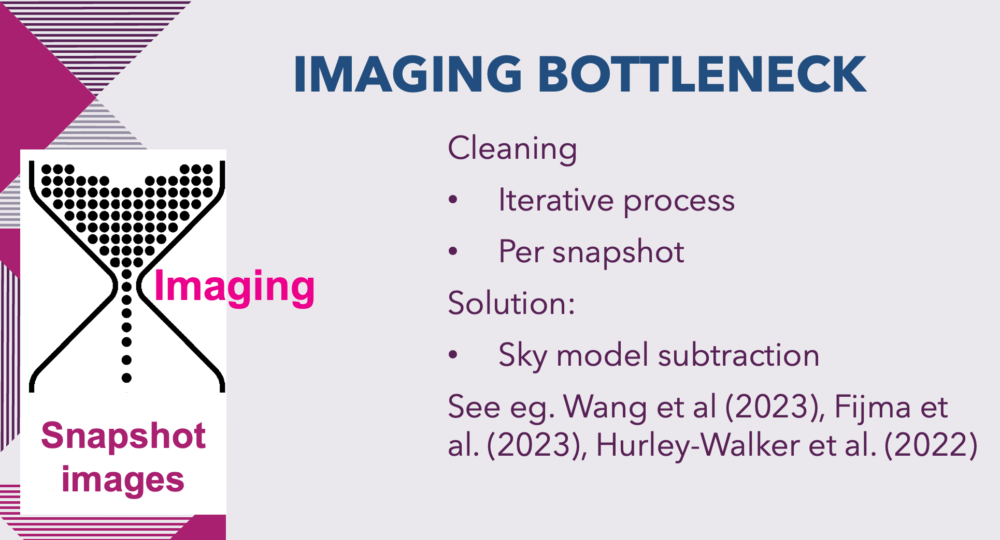 IMAGING BOTTLENECK
Cleaning
• Iterative process
• Per snapshot
Solution:
• Sky model subtraction
See eg. Wang et al (2023), Fijma et
al. (2023), Hurley-Walker et al. (2022)
Imaging
Snapshot
images